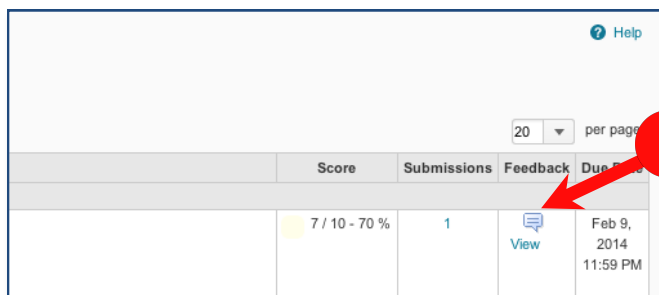 Help
20 per page
Score Submissions Feedback Due Date
7 / 10 - 70 % 1 View Feb 9,
2014
11:59 PM